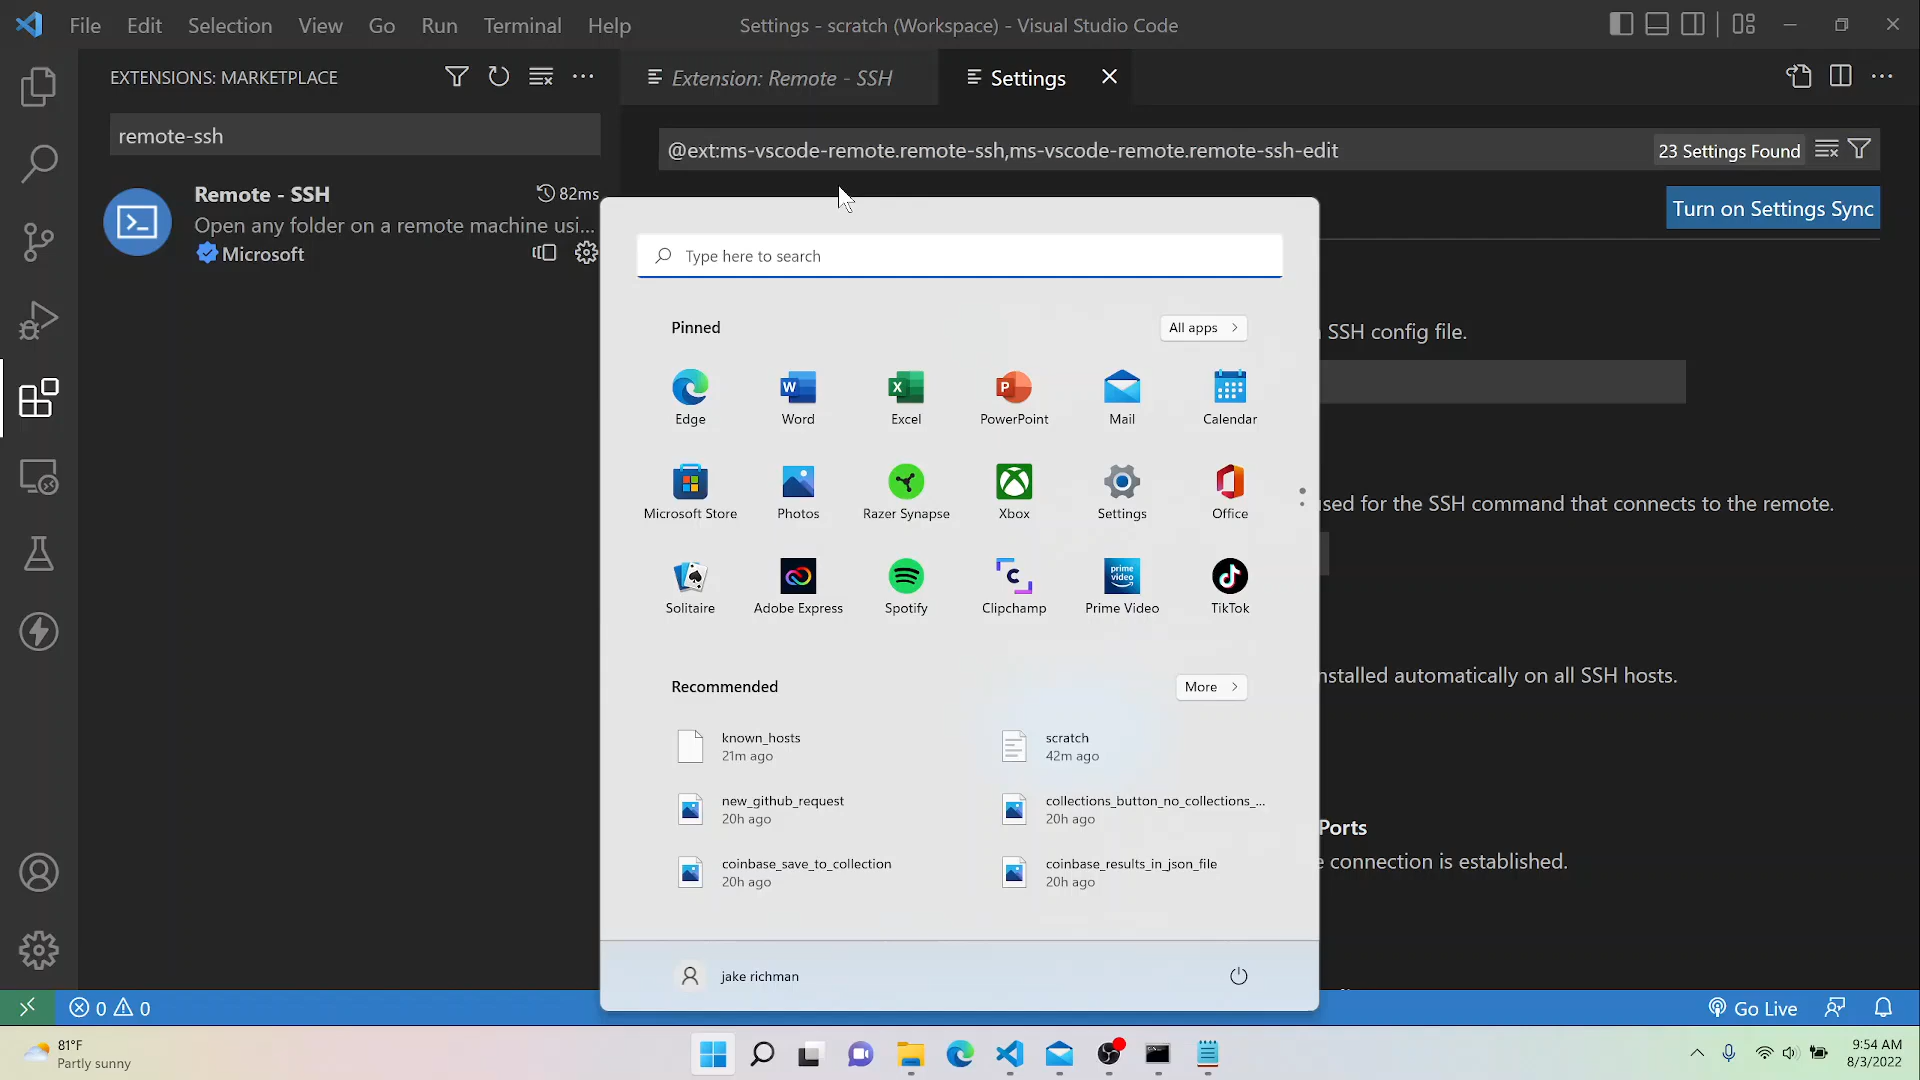 File Edit Selection View Go Run Terminal Help
Settings - scratch (Workspace) - Visual Studio Code
EXTENSIONS: MARKETPLACE
Extension: Remote - SSH
Settings
remote-ssh
@ext:ms-vscode-remote.remote-ssh,ms-vscode-remote.remote-ssh-edit
23 Settings Found
Remote - SSH
82ms
Open any folder on a remote machine usi...
Microsoft
Turn on Settings Sync
Type here to search
Pinned
All apps
SSH config file.
Edge
Word
Excel
PowerPoint
Mail
Calendar
Microsoft Store
Photos
Razer Synapse
Xbox
Settings
Office
for the SSH command that connects to the remote.
Solitaire
Adobe Express
Spotify
Clipchamp
prime video
Prime Video
TikTok
nstalled automatically on all SSH hosts.
Recommended
More
known_hosts
21m ago
scratch
42m ago
new_github_request
20h ago
collections_button_no_collections_...
20h ago
Ports
connection is established.
coinbase_save_to_collection
20h ago
coinbase_results_in_json_file
20h ago
jake richman
0 0
Go Live
81°F
Partly sunny
9:54 AM
8/3/2022